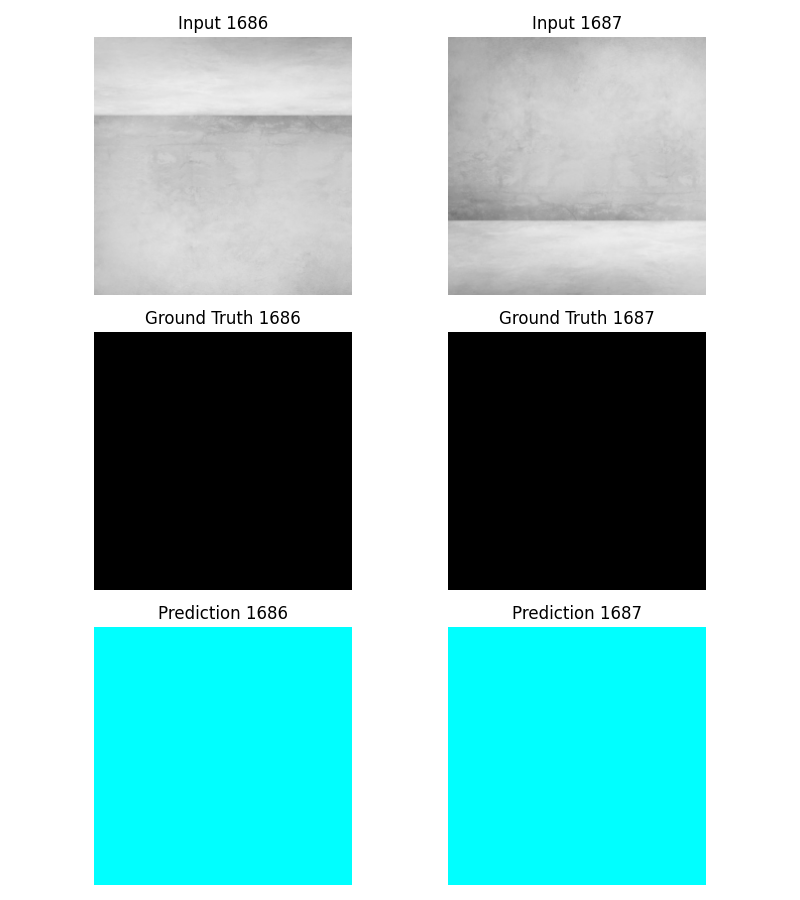 Input 1686
Input 1687
Ground Truth 1686
Ground Truth 1687
Prediction 1686
Prediction 1687